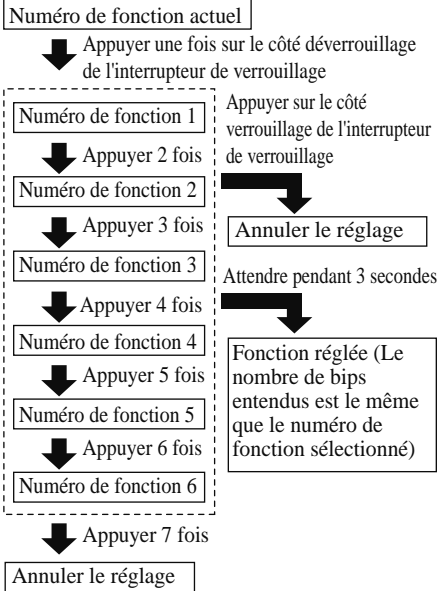 Numéro de fonction actuel
Appuyer une fois sur le côté déverrouillage
de l'interrupteur de verrouillage
Numéro de fonction 1
Appuyer 2 fois
Numéro de fonction 2
Appuyer 3 fois
Numéro de fonction 3
Appuyer 4 fois
Numéro de fonction 4
Appuyer 5 fois
Numéro de fonction 5
Appuyer 6 fois
Numéro de fonction 6
Appuyer sur le côté
verrouillage de l'interrupteur
de verrouillage
Annuler le réglage
Attendre pendant 3 secondes
Fonction réglée (Le
nombre de bips
entendus est le même
que le numéro de
fonction sélectionné)
Appuyer 7 fois
Annuler le réglage